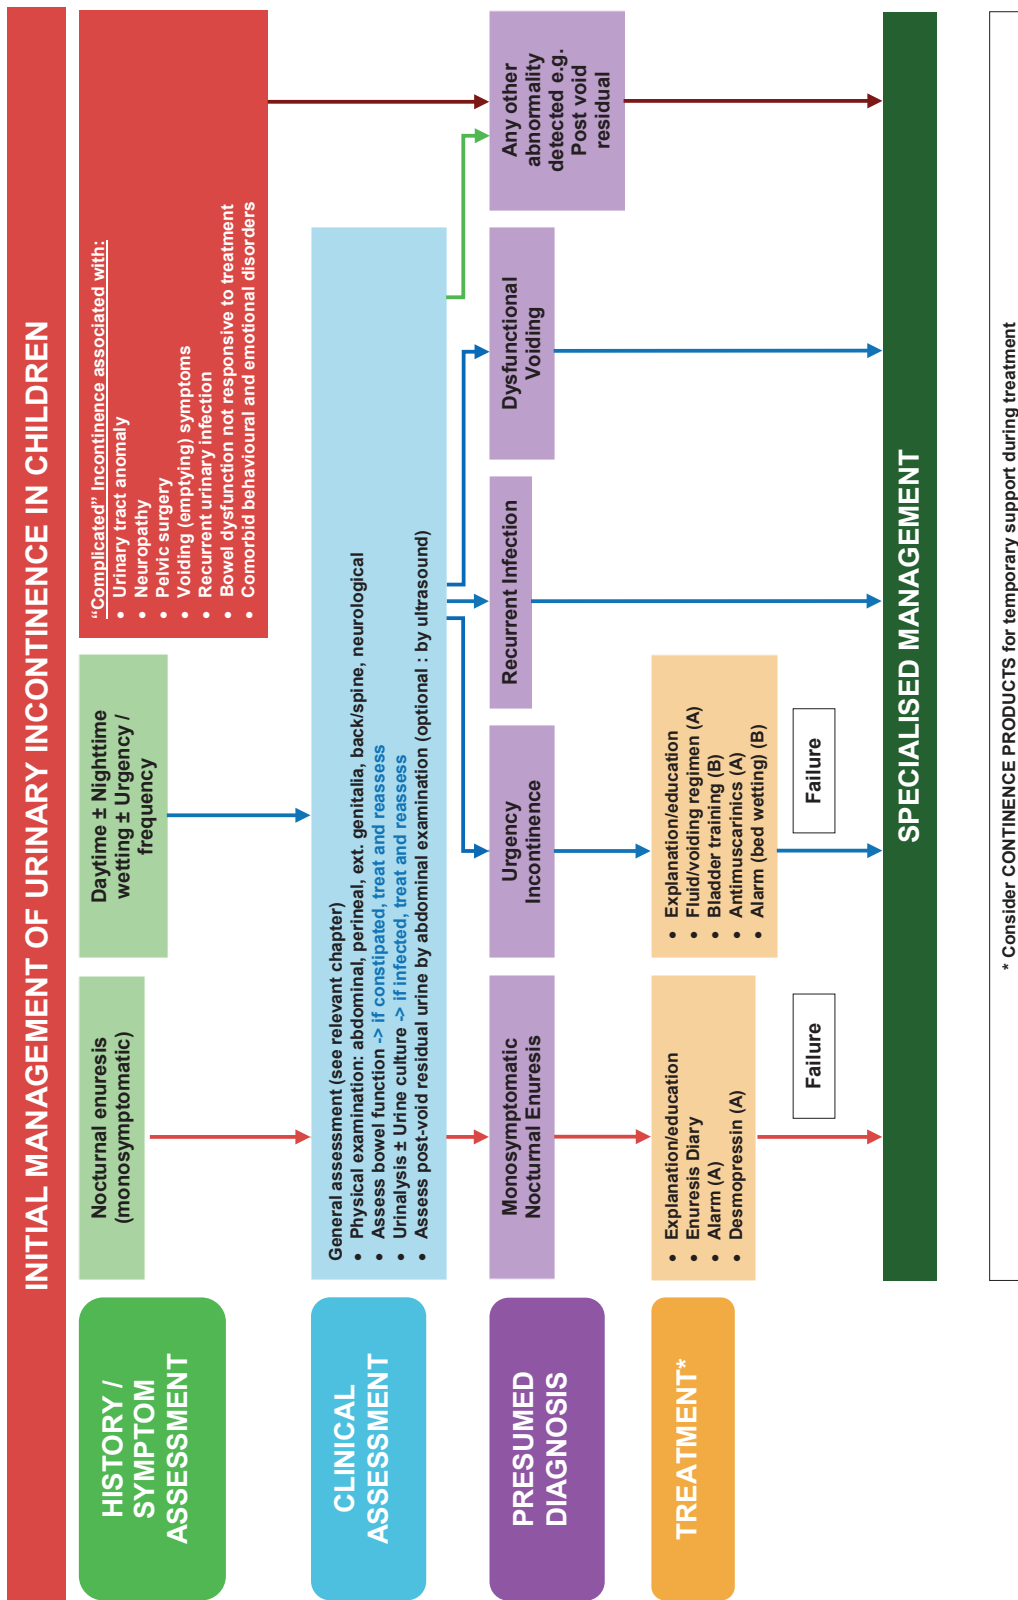 INITIAL MANAGEMENT OF URINARY INCONTINENCE IN CHILDREN
HISTORY /
SYMPTOM
ASSESSMENT
Nocturnal enuresis
(monosymptomatic)
Daytime ± Nighttime
wetting ± Urgency /
frequency
“Complicated” Incontinence associated with:
• Urinary tract anomaly
• Neuropathy
• Pelvic surgery
• Voiding (emptying) symptoms
• Recurrent urinary infection
• Bowel dysfunction not responsive to treatment
• Comorbid behavioural and emotional disorders
CLINICAL
ASSESSMENT
General assessment (see relevant chapter)
• Physical examination: abdominal, perineal, ext. genitalia, back/spine, neurological
• Assess bowel function -> if constipated, treat and reassess
• Urinalysis ± Urine culture -> if infected, treat and reassess
• Assess post-void residual urine by abdominal examination (optional : by ultrasound)
PRESUMED
DIAGNOSIS
Monosymptomatic
Nocturnal Enuresis
Urgency
Incontinence
Recurrent Infection
Dysfunctional
Voiding
Any other
abnormality
detected e.g.
Post void
residual
TREATMENT*
• Explanation/education
• Enuresis Diary
• Alarm (A)
• Desmopressin (A)
• Explanation/education
• Fluid/voiding regimen (A)
• Bladder training (B)
• Antimuscarinics (A)
• Alarm (bed wetting) (B)
Failure
Failure
SPECIALISED MANAGEMENT
* Consider CONTINENCE PRODUCTS for temporary support during treatment